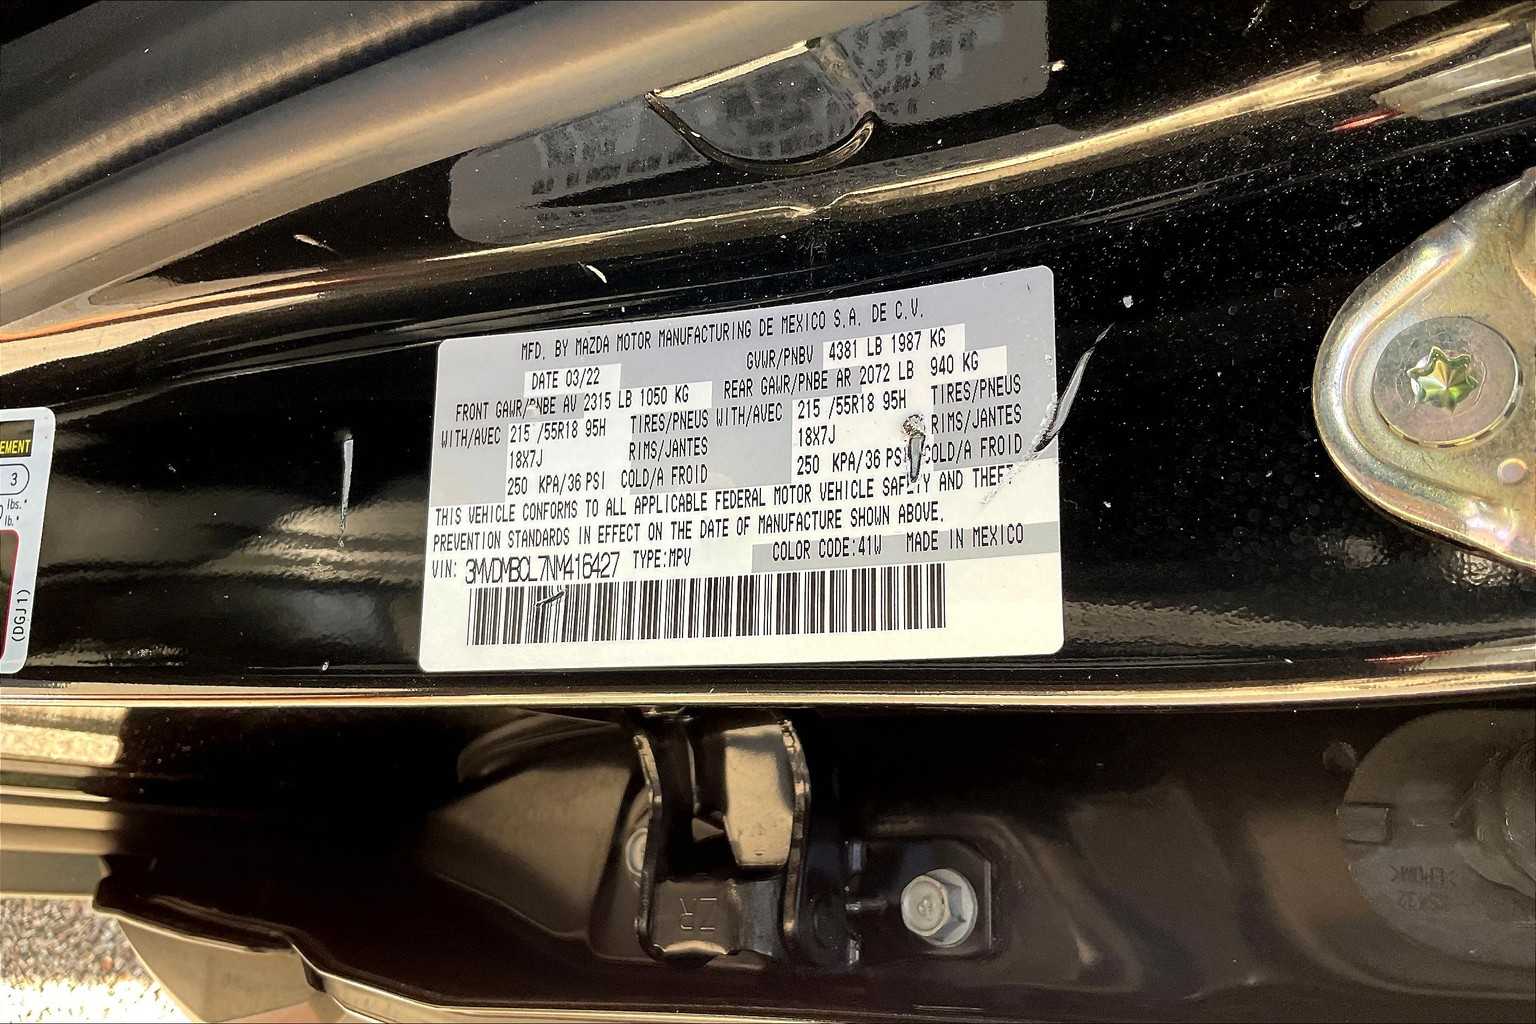 MFD. BY MAZDA MOTOR MANUFACTURING DE MEXICO S.A. DE C.V.
DATE 03/22 GVWR/PNBV 4381 LB 1987 KG
FRONT GAWR/PNBE AV 2315 LB 1050 KG REAR GAWR/PNBE AR 2072 LB 940 KG
WITH/AVEC 215 /55R18 95H TIRES/PNEUS WITH/AVEC 215 /55R18 95H TIRES/PNEUS
18X7J RIMS/JANTES 18X7J RIMS/JANTES
250 KPA/36 PSI COLD/A FROID 250 KPA/36 PSI COLD/A FROID
THIS VEHICLE CONFORMS TO ALL APPLICABLE FEDERAL MOTOR VEHICLE SAFETY AND THEFT
PREVENTION STANDARDS IN EFFECT ON THE DATE OF MANUFACTURE SHOWN ABOVE.
VIN: 3MVDMBCL7NM416427 TYPE:MPV COLOR CODE:41W MADE IN MEXICO
EMENT
3
lbs.*
lb.*
(DGJ1)
ZR